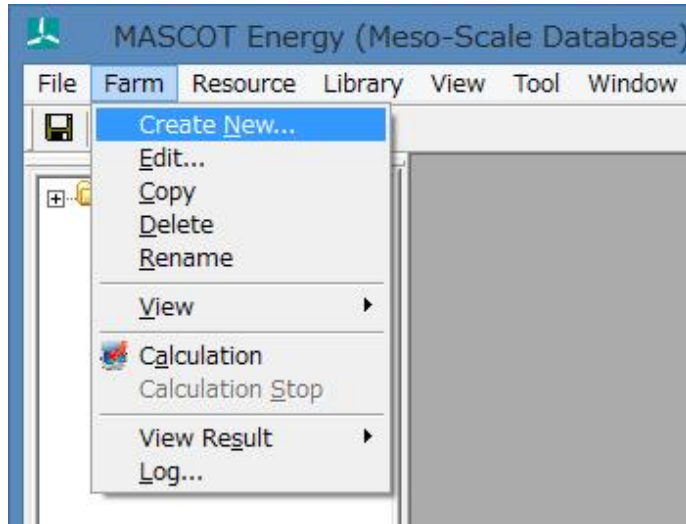 MASCOT Energy (Meso-Scale Database)
File Farm Resource Library View Tool Window
Create New...
Edit...
Copy
Delete
Rename
View
Calculation
Calculation Stop
View Result
Log...